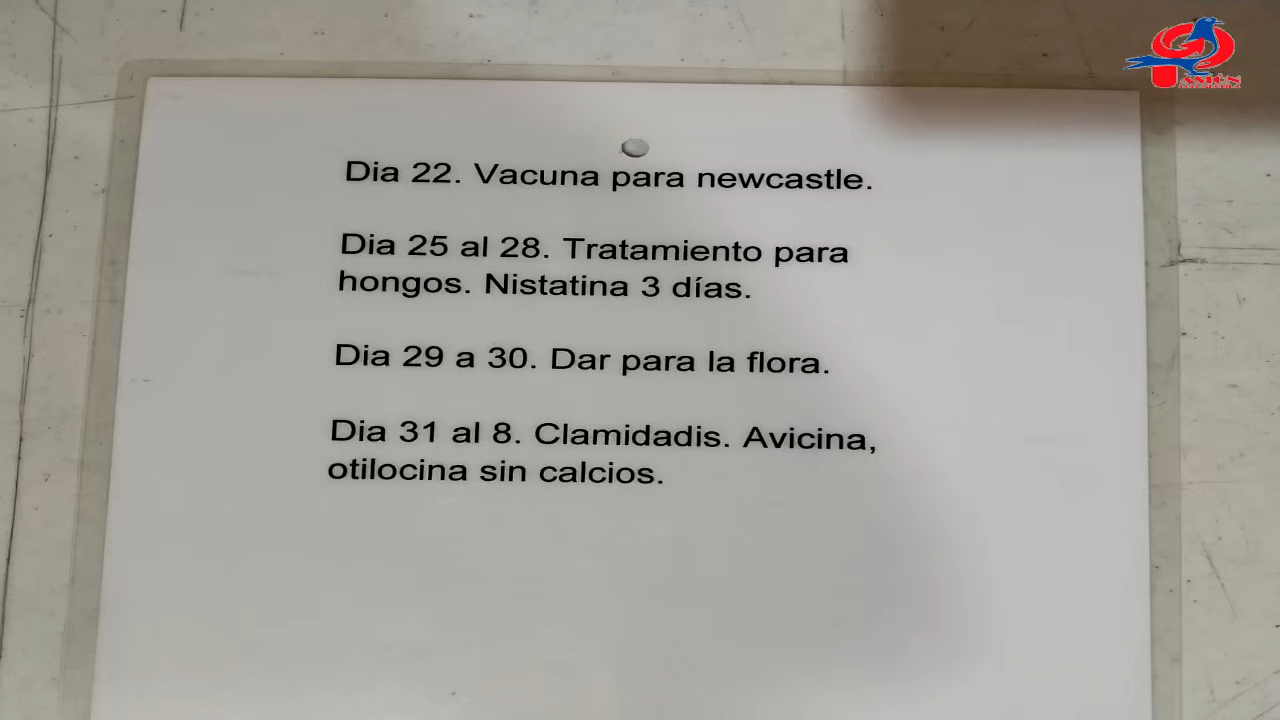 Dia 22. Vacuna para newcastle.
Dia 25 al 28. Tratamiento para
hongos. Nistatina 3 días.
Dia 29 a 30. Dar para la flora.
Dia 31 al 8. Clamidadis. Avicina,
otilocina sin calcios.